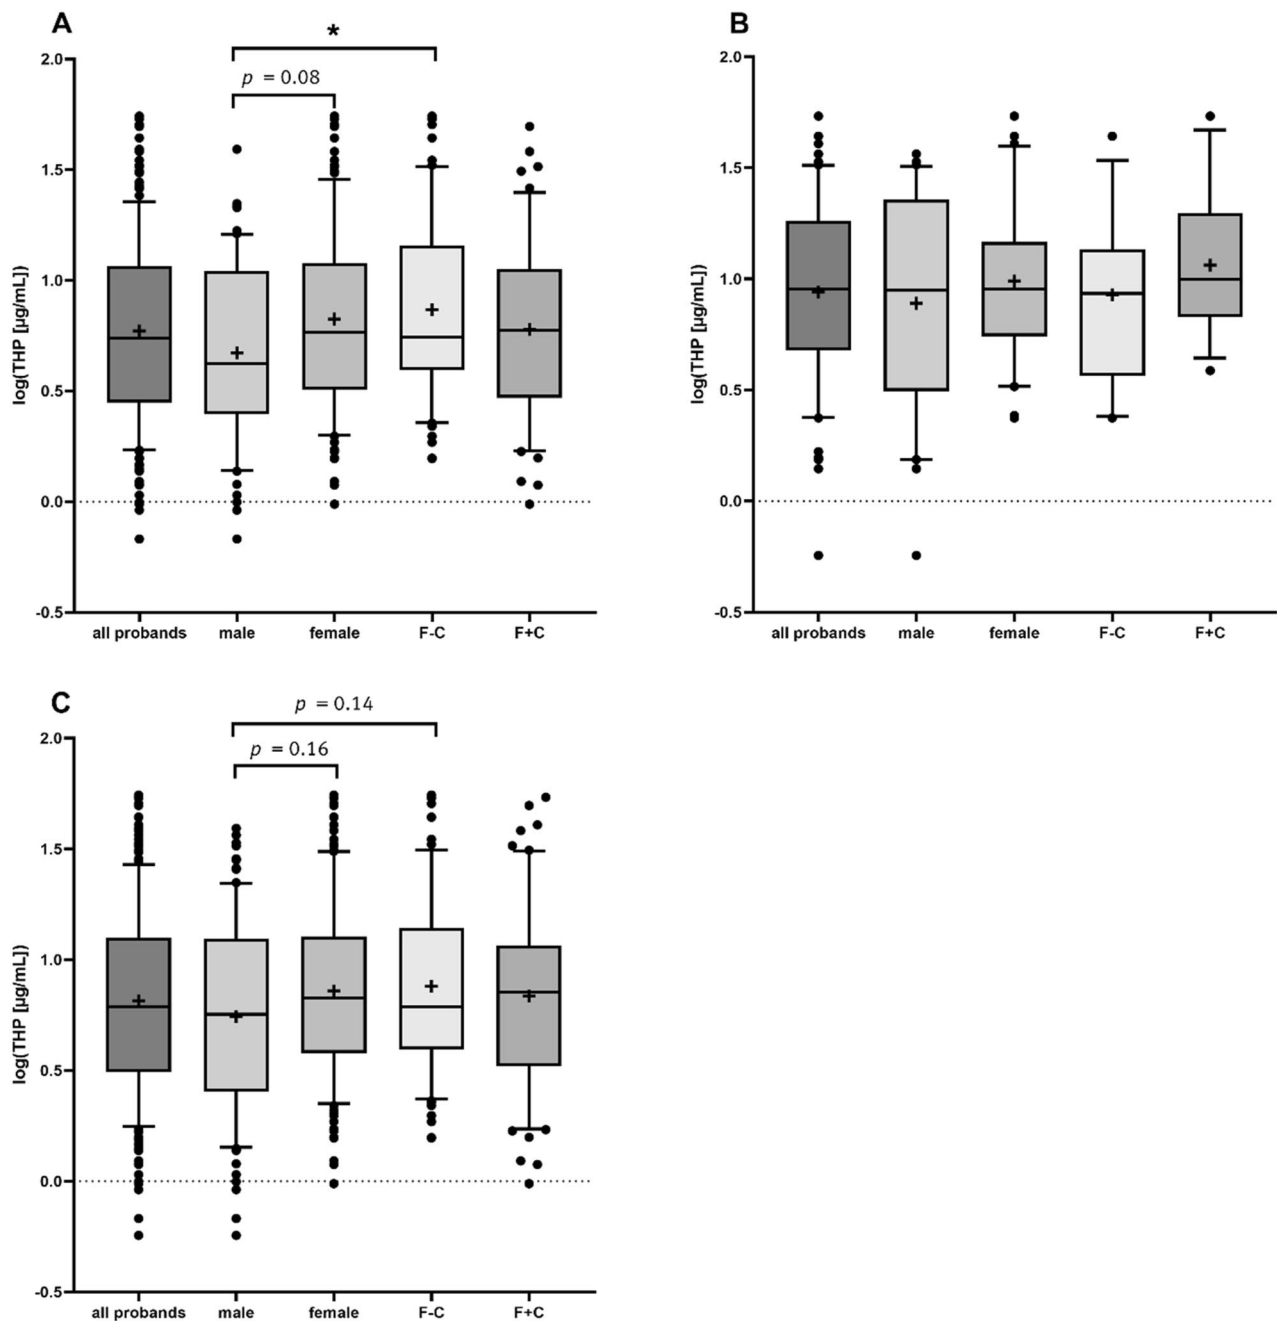 A
*
p = 0.08
log(THP [µg/mL])
2.0
1.5
1.0
0.5
0.0
-0.5
all probands male female F-C F+C
B
log(THP [µg/mL])
2.0
1.5
1.0
0.5
0.0
-0.5
all probands male female F-C F+C
C
p = 0.14
p = 0.16
log(THP [µg/mL])
2.0
1.5
1.0
0.5
0.0
-0.5
all probands male female F-C F+C